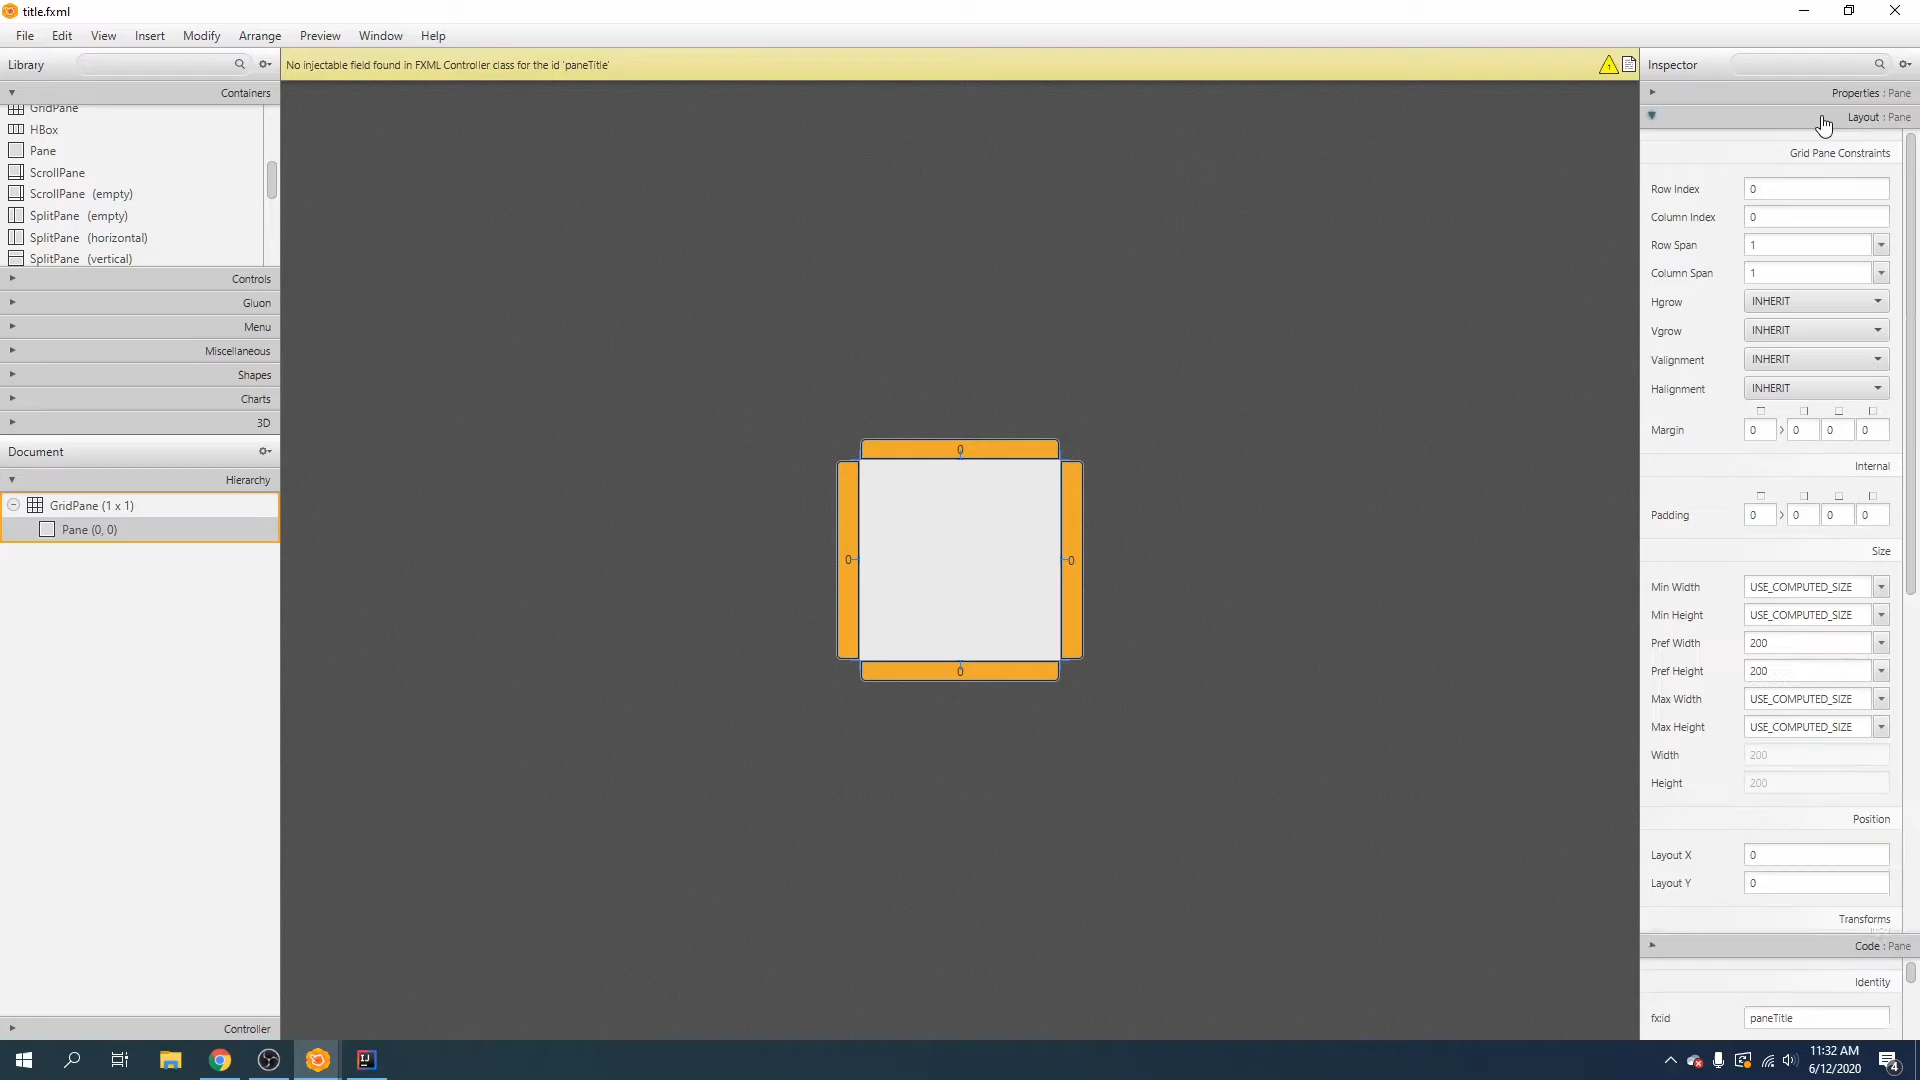 title.fxml
File Edit View Insert Modify Arrange Preview Window Help
Library
Containers
GridPane
HBox
Pane
ScrollPane
ScrollPane (empty)
SplitPane (empty)
SplitPane (horizontal)
SplitPane (vertical)
Controls
Gluon
Menu
Miscellaneous
Shapes
Charts
3D
Document
Hierarchy
GridPane (1 x 1)
Pane (0, 0)
Controller
No injectable field found in FXML Controller class for the id 'paneTitle'
1
0
0
0
0
Inspector
Properties : Pane
Layout : Pane
Grid Pane Constraints
Row Index 0
Column Index 0
Row Span 1
Column Span 1
Hgrow INHERIT
Vgrow INHERIT
Valignment INHERIT
Halignment INHERIT
Margin 0 0 0 0
Internal
Padding 0 0 0 0
Size
Min Width USE_COMPUTED_SIZE
Min Height USE_COMPUTED_SIZE
Pref Width 200
Pref Height 200
Max Width USE_COMPUTED_SIZE
Max Height USE_COMPUTED_SIZE
Width 200
Height 200
Position
Layout X 0
Layout Y 0
Transforms
Code : Pane
Identity
fx:id paneTitle
IJ
11:32 AM
6/12/2020
4